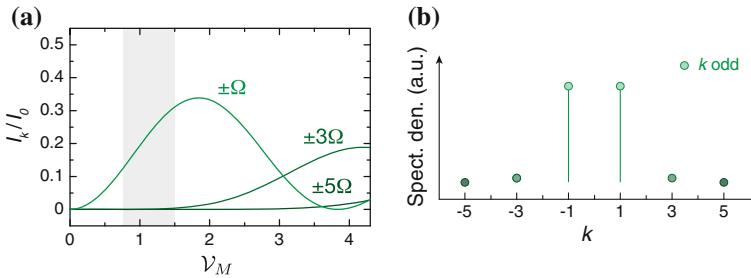 (a)
I_k/I_0
0.5
0.4
0.3
0.2
0.1
0
±Ω
±3Ω
±5Ω
0 1 2 3 4
𝒱_M
(b)
Spect. den. (a.u.)
k odd
-5 -3 -1 1 3 5
k